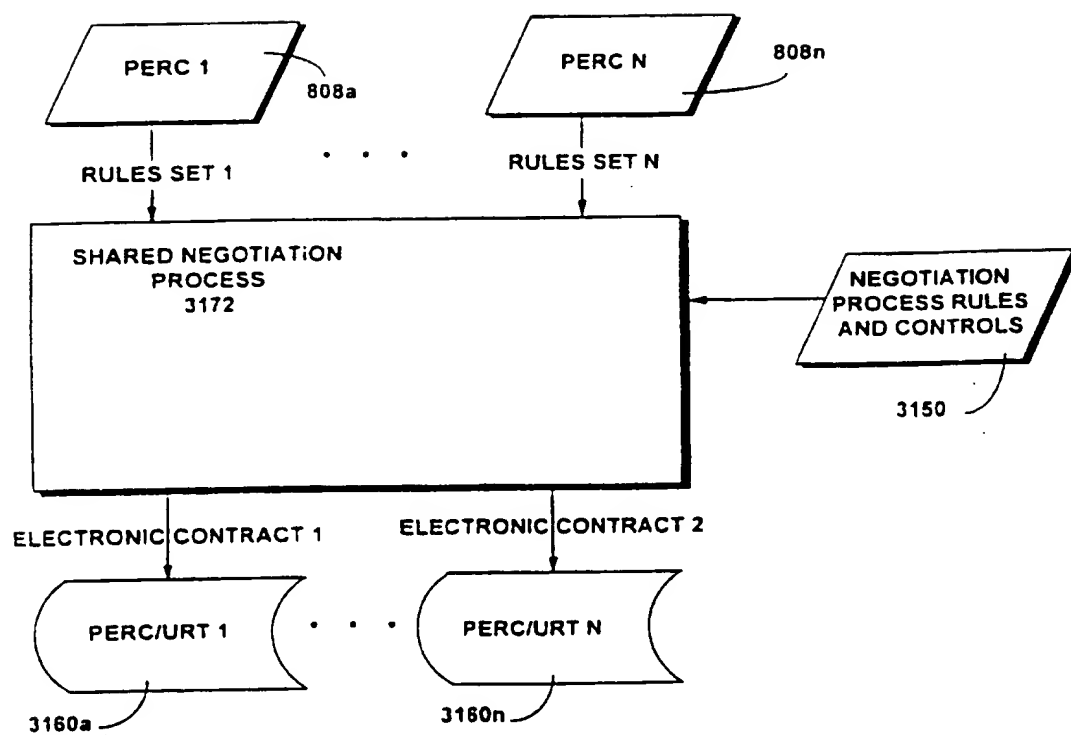 PERC 1
808a
PERC N
808n
RULES SET 1
RULES SET N
SHARED NEGOTIATION
PROCESS
3172
NEGOTIATION
PROCESS RULES
AND CONTROLS
3150
ELECTRONIC CONTRACT 1
ELECTRONIC CONTRACT 2
PERC/URT 1
PERC/URT N
3160a
3160n